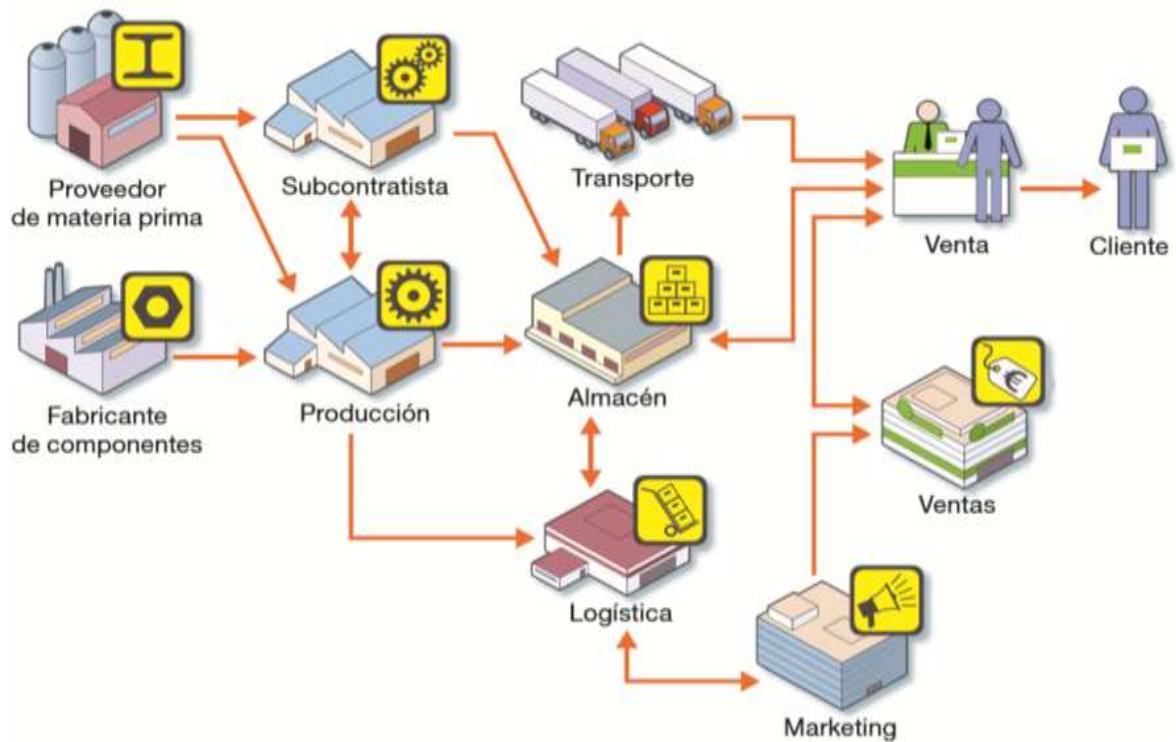 Proveedor
de materia prima
Subcontratista
Transporte
Venta
Cliente
Fabricante
de componentes
Producción
Almacén
€
Ventas
Logística
Marketing